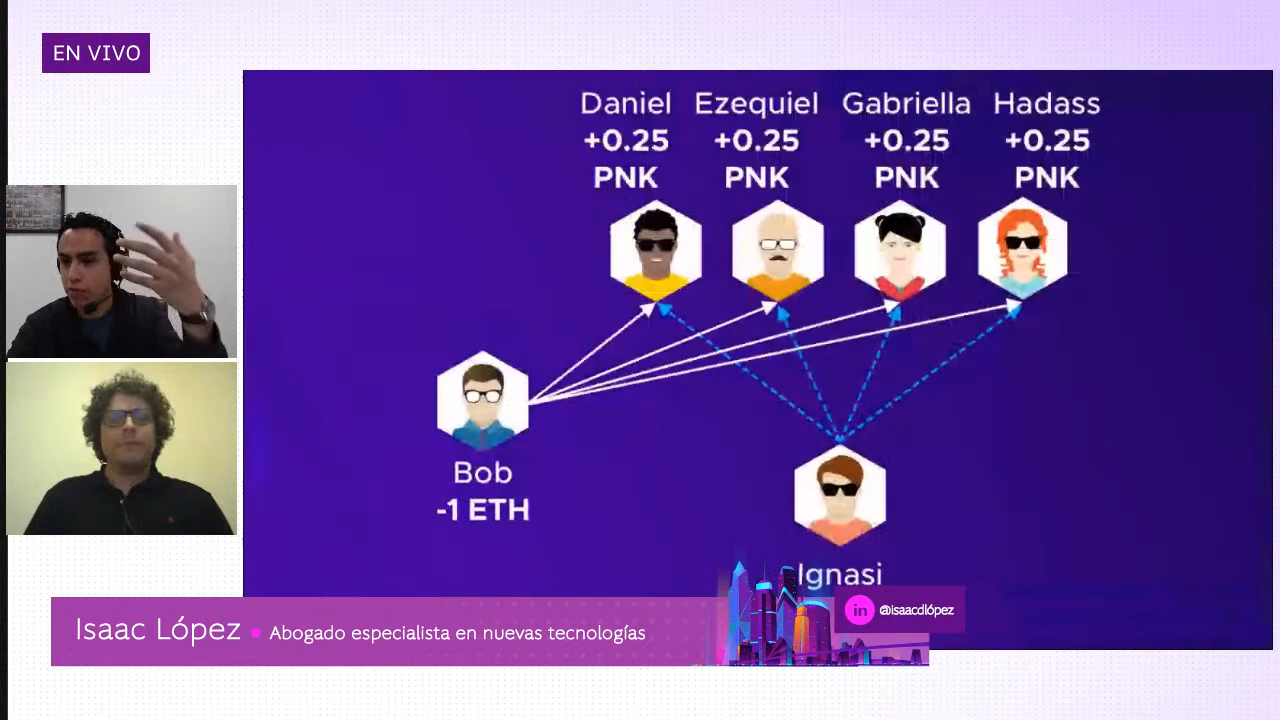 EN VIVO
Daniel Ezequiel Gabriella Hadass
+0.25 +0.25 +0.25 +0.25
PNK PNK PNK PNK
Bob
-1 ETH
Ignasi
in @isaacdlópez
Isaac López • Abogado especialista en nuevas tecnologías